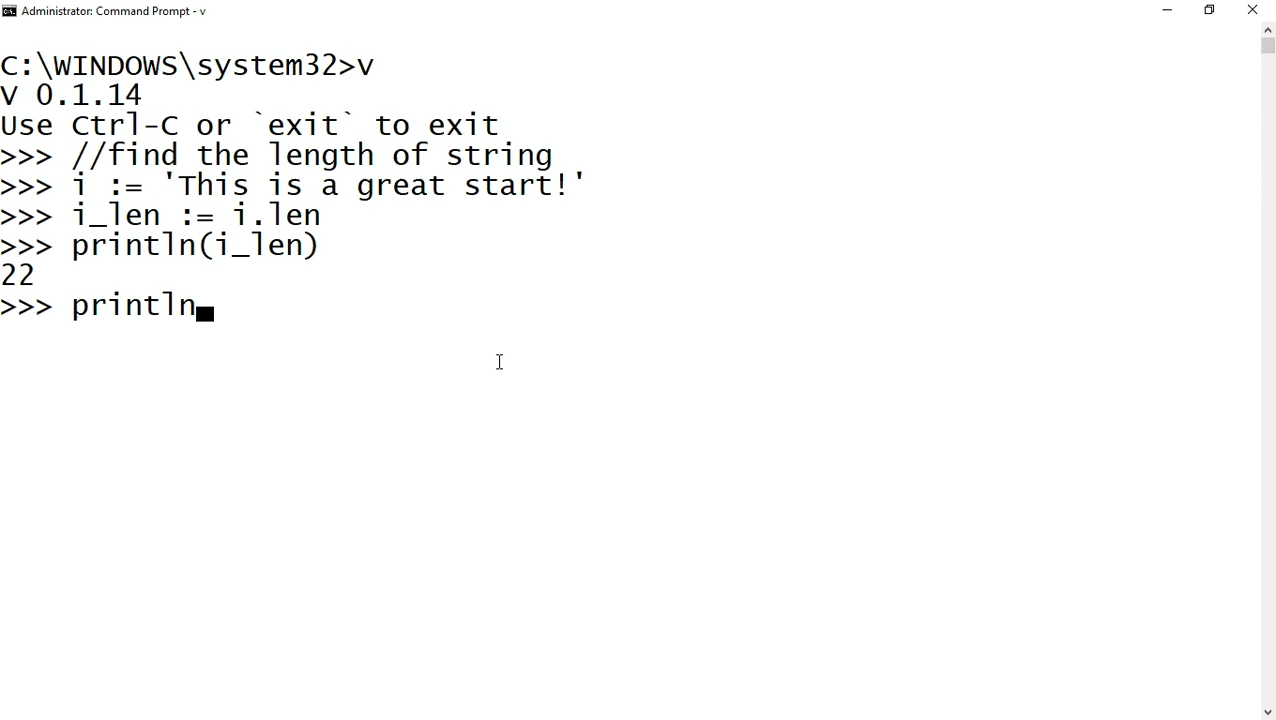 Administrator: Command Prompt - v
C:\WINDOWS\system32>v
V 0.1.14
Use Ctrl-C or `exit` to exit
>>> //find the length of string
>>> i := 'This is a great start!'
>>> i_len := i.len
>>> println(i_len)
22
>>> println